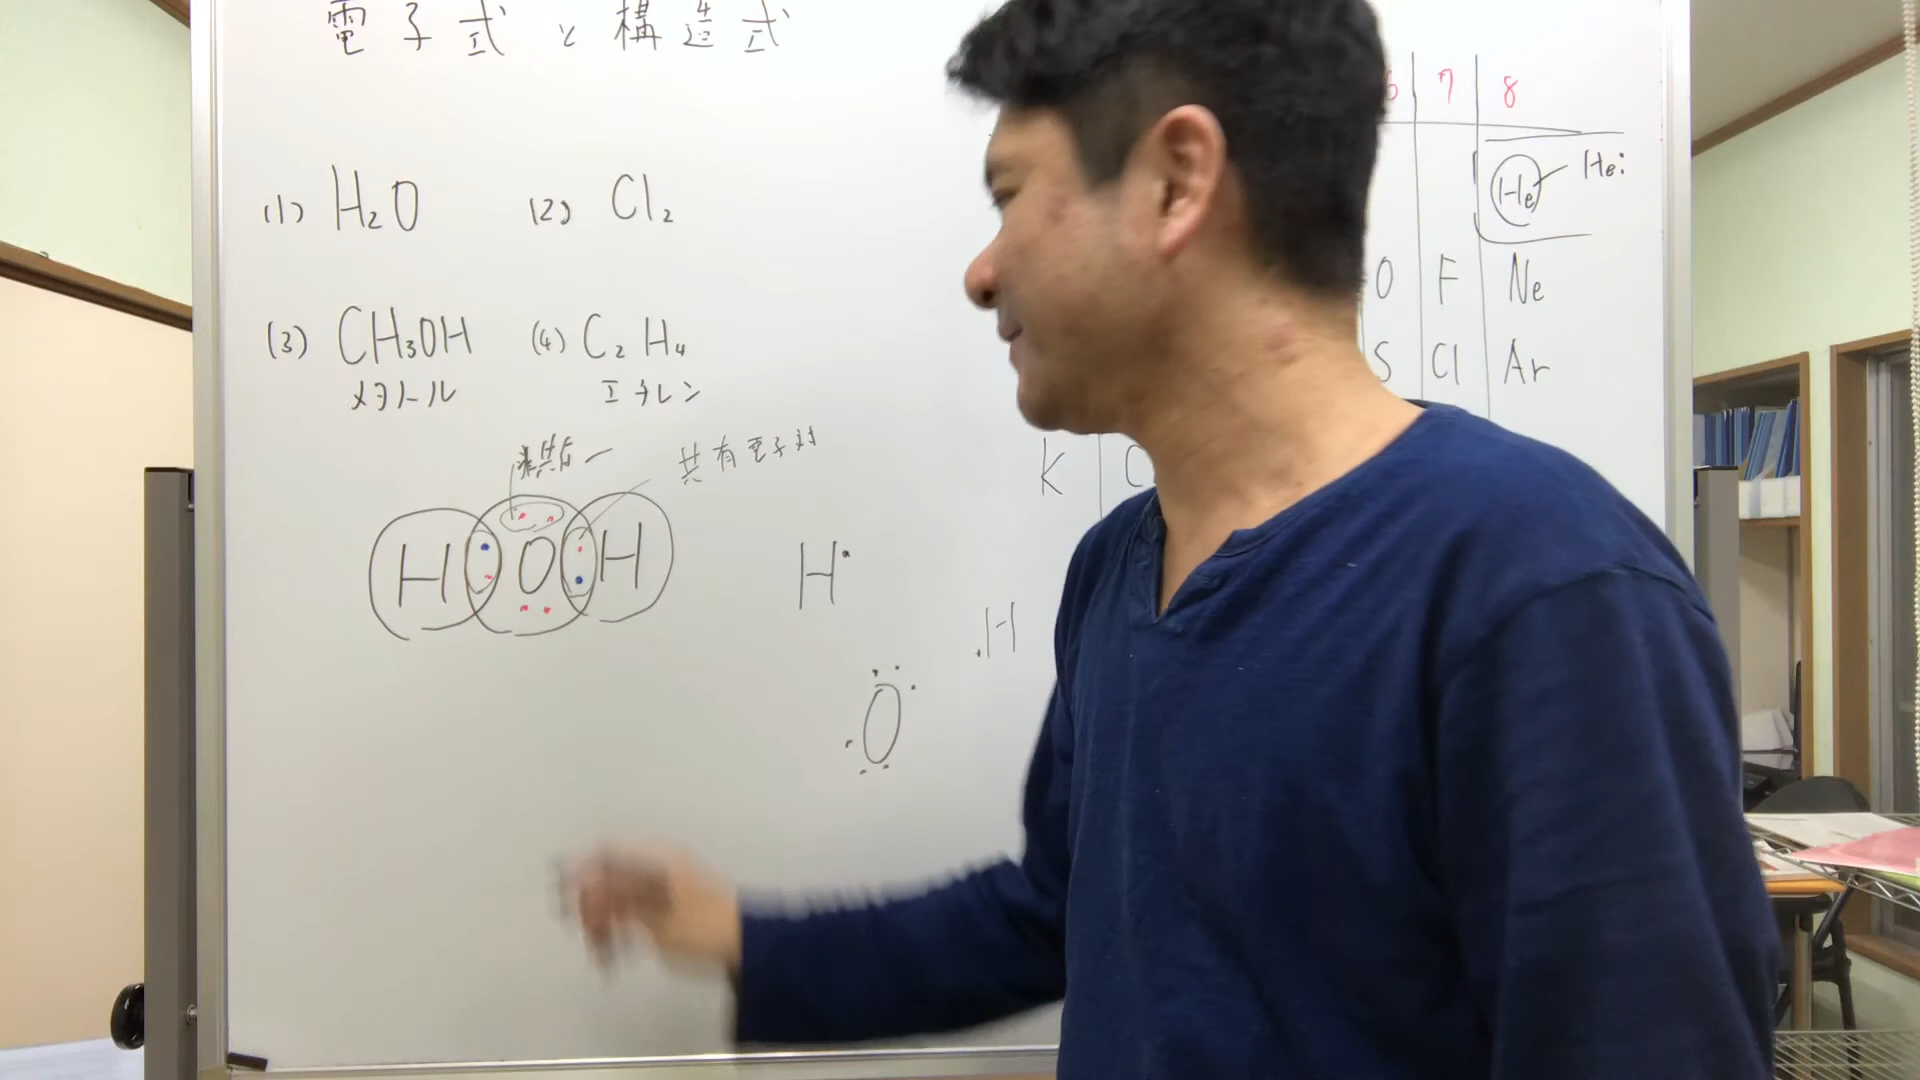 電子式と構造式
(1) H₂O (2) Cl₂
(3) CH₃OH (4) C₂H₄
メタノール エチレン
共有電子対
H O H
H
H
O
6 7 8
He He:
O F Ne
S Cl Ar
K C